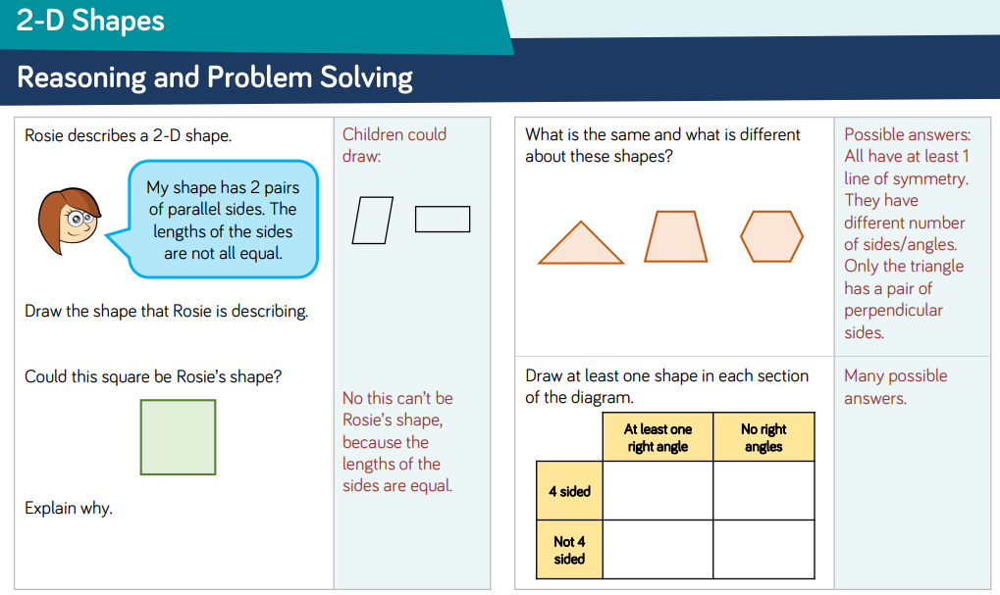 2-D Shapes
Reasoning and Problem Solving
Rosie describes a 2-D shape.
My shape has 2 pairs
of parallel sides. The
lengths of the sides
are not all equal.
Draw the shape that Rosie is describing.
Could this square be Rosie's shape?
Explain why.
Children could
draw:
No this can't be
Rosie's shape,
because the
lengths of the
sides are equal.
What is the same and what is different
about these shapes?
Possible answers:
All have at least 1
line of symmetry.
They have
different number
of sides/angles.
Only the triangle
has a pair of
perpendicular
sides.
Draw at least one shape in each section
of the diagram.
At least one
right angle
No right
angles
4 sided
Not 4
sided
Many possible
answers.